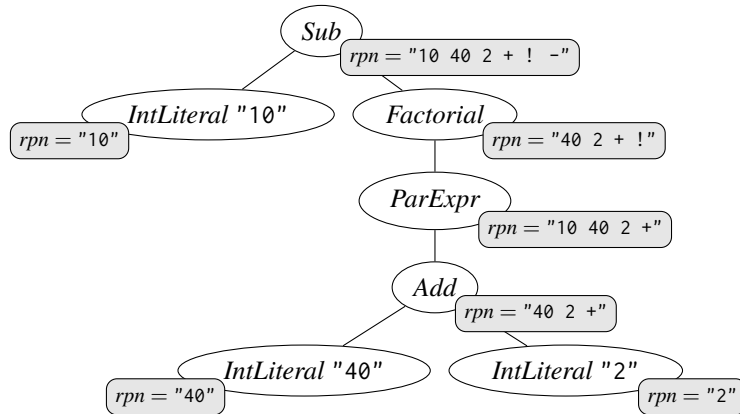 Sub
rpn = "10 40 2 + ! -"
IntLiteral "10"
Factorial
rpn = "10"
rpn = "40 2 + !"
ParExpr
rpn = "10 40 2 +"
Add
rpn = "40 2 +"
IntLiteral "40"
IntLiteral "2"
rpn = "40"
rpn = "2"